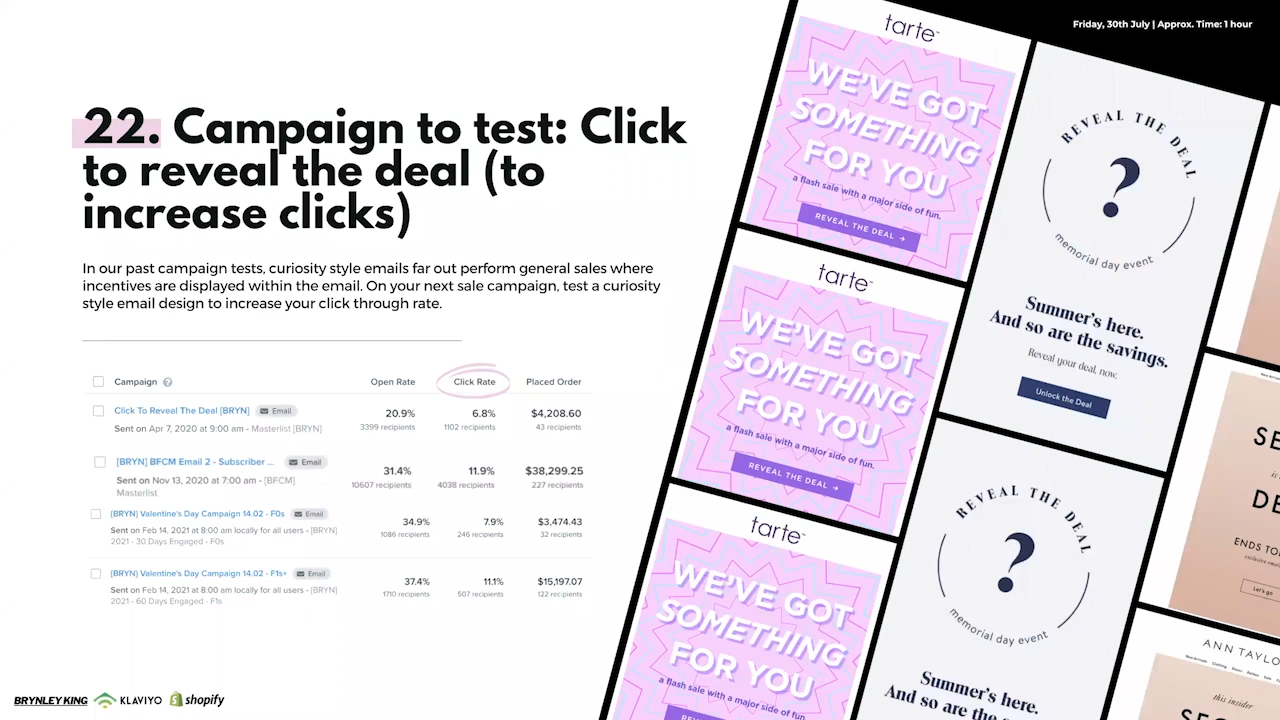 Friday, 30th July | Approx. Time: 1 hour
22. Campaign to test: Click
to reveal the deal (to
increase clicks)
In our past campaign tests, curiosity style emails far out perform general sales where
incentives are displayed within the email. On your next sale campaign, test a curiosity
style email design to increase your click through rate.
Campaign ? Open Rate Click Rate Placed Order
Click To Reveal The Deal [BRYN] Email 20.9% 6.8% $4,208.60
Sent on Apr 7, 2020 at 9:00 am - Masterlist [BRYN] 3399 recipients 1102 recipients 43 recipients
[BRYN] BFCM Email 2 - Subscriber ... Email 31.4% 11.9% $38,299.25
Sent on Nov 13, 2020 at 7:00 am - [BFCM] 10607 recipients 4038 recipients 227 recipients
Masterlist
[BRYN) Valentine's Day Campaign 14.02 - F0s Email 34.9% 7.9% $3,474.43
Sent on Feb 14, 2021 at 8:00 am locally for all users - [BRYN] 1086 recipients 246 recipients 32 recipients
2021 - 30 Days Engaged - F0s
(BRYN) Valentine's Day Campaign 14.02 - F1s+ Email 37.4% 11.1% $15,197.07
Sent on Feb 14, 2021 at 8:00 am locally for all users - [BRYN] 1710 recipients 507 recipients 122 recipients
2021 - 60 Days Engaged - F1s
BRYNLEY KING KLAVIYO shopify
tarte™
WE'VE GOT
SOMETHING
FOR YOU
a flash sale with a major side of fun.
REVEAL THE DEAL →
tarte™
WE'VE GOT
SOMETHING
FOR YOU
a flash sale with a major side of fun.
REVEAL THE DEAL →
tarte™
WE'VE GOT
SOMETHING
FOR YOU
a flash sale with a major side of fun.
REVEAL THE DEAL
?
memorial day event
Summer's here.
And so are the savings.
Reveal your deal, now.
Unlock the Deal
REVEAL THE DEAL
?
memorial day event
Summer's here.
And so are the savings.
ENDS TO
Let's go
ANN TAYLO
this insider